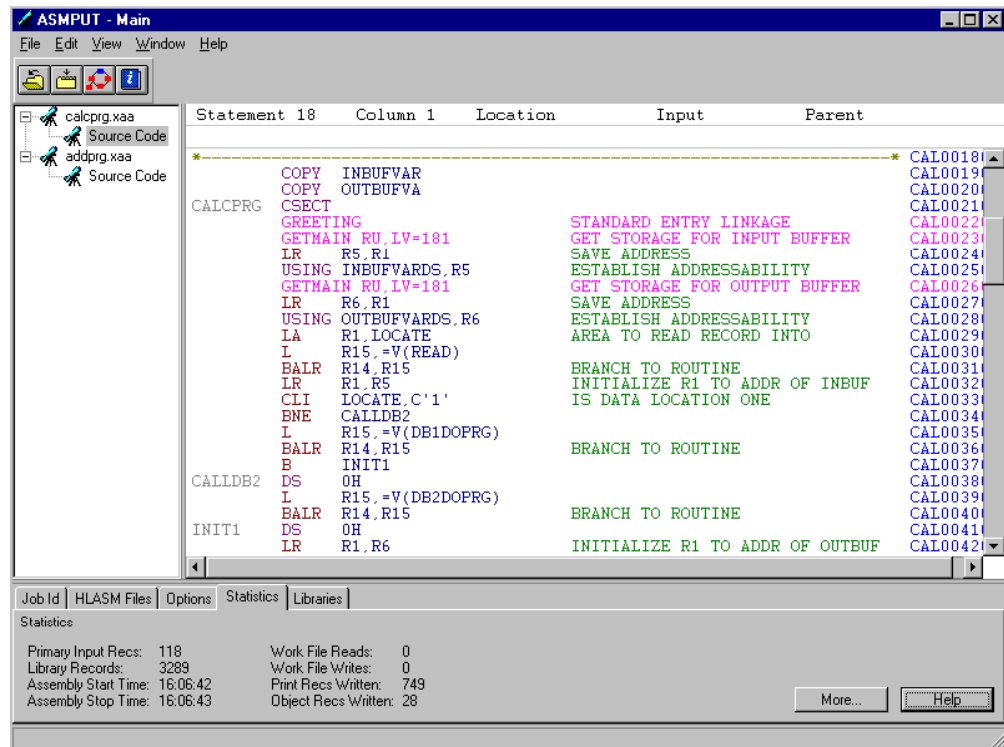 ASMPUT - Main
File Edit View Window Help
calcprg.xaa
Source Code
addprg.xaa
Source Code
Statement 18 Column 1 Location Input Parent
*--------------------------------------------------------------------------------------* CAL0018
COPY INBUFVAR CAL0019
COPY OUTBUFVA CAL0020
CALCPRG CSECT CAL0021
GREETING STANDARD ENTRY LINKAGE CAL0022
GETMAIN RU,LV=181 GET STORAGE FOR INPUT BUFFER CAL0023
LR R5,R1 SAVE ADDRESS CAL0024
USING INBUFVARDS,R5 ESTABLISH ADDRESSABILITY CAL0025
GETMAIN RU,LV=181 GET STORAGE FOR OUTPUT BUFFER CAL0026
LR R6,R1 SAVE ADDRESS CAL0027
USING OUTBUFVARDS,R6 ESTABLISH ADDRESSABILITY CAL0028
LA R1,LOCATE AREA TO READ RECORD INTO CAL0029
L R15,=V(READ) CAL0030
BALR R14,R15 BRANCH TO ROUTINE CAL0031
LR R1,R5 INITIALIZE R1 TO ADDR OF INBUF CAL0032
CLI LOCATE,C'1' IS DATA LOCATION ONE CAL0033
BNE CALLDB2 CAL0034
L R15,=V(DB1DOPRG) CAL0035
BALR R14,R15 BRANCH TO ROUTINE CAL0036
B INIT1 CAL0037
CALLDB2 DS 0H CAL0038
L R15,=V(DB2DOPRG) CAL0039
BALR R14,R15 BRANCH TO ROUTINE CAL0040
INIT1 DS 0H CAL0041
LR R1,R6 INITIALIZE R1 TO ADDR OF OUTBUF CAL0042
Job Id HLASM Files Options Statistics Libraries
Statistics
Primary Input Recs: 118 Work File Reads: 0
Library Records: 3289 Work File Writes: 0
Assembly Start Time: 16:06:42 Print Recs Written: 749
Assembly Stop Time: 16:06:43 Object Recs Written: 28
More... Help